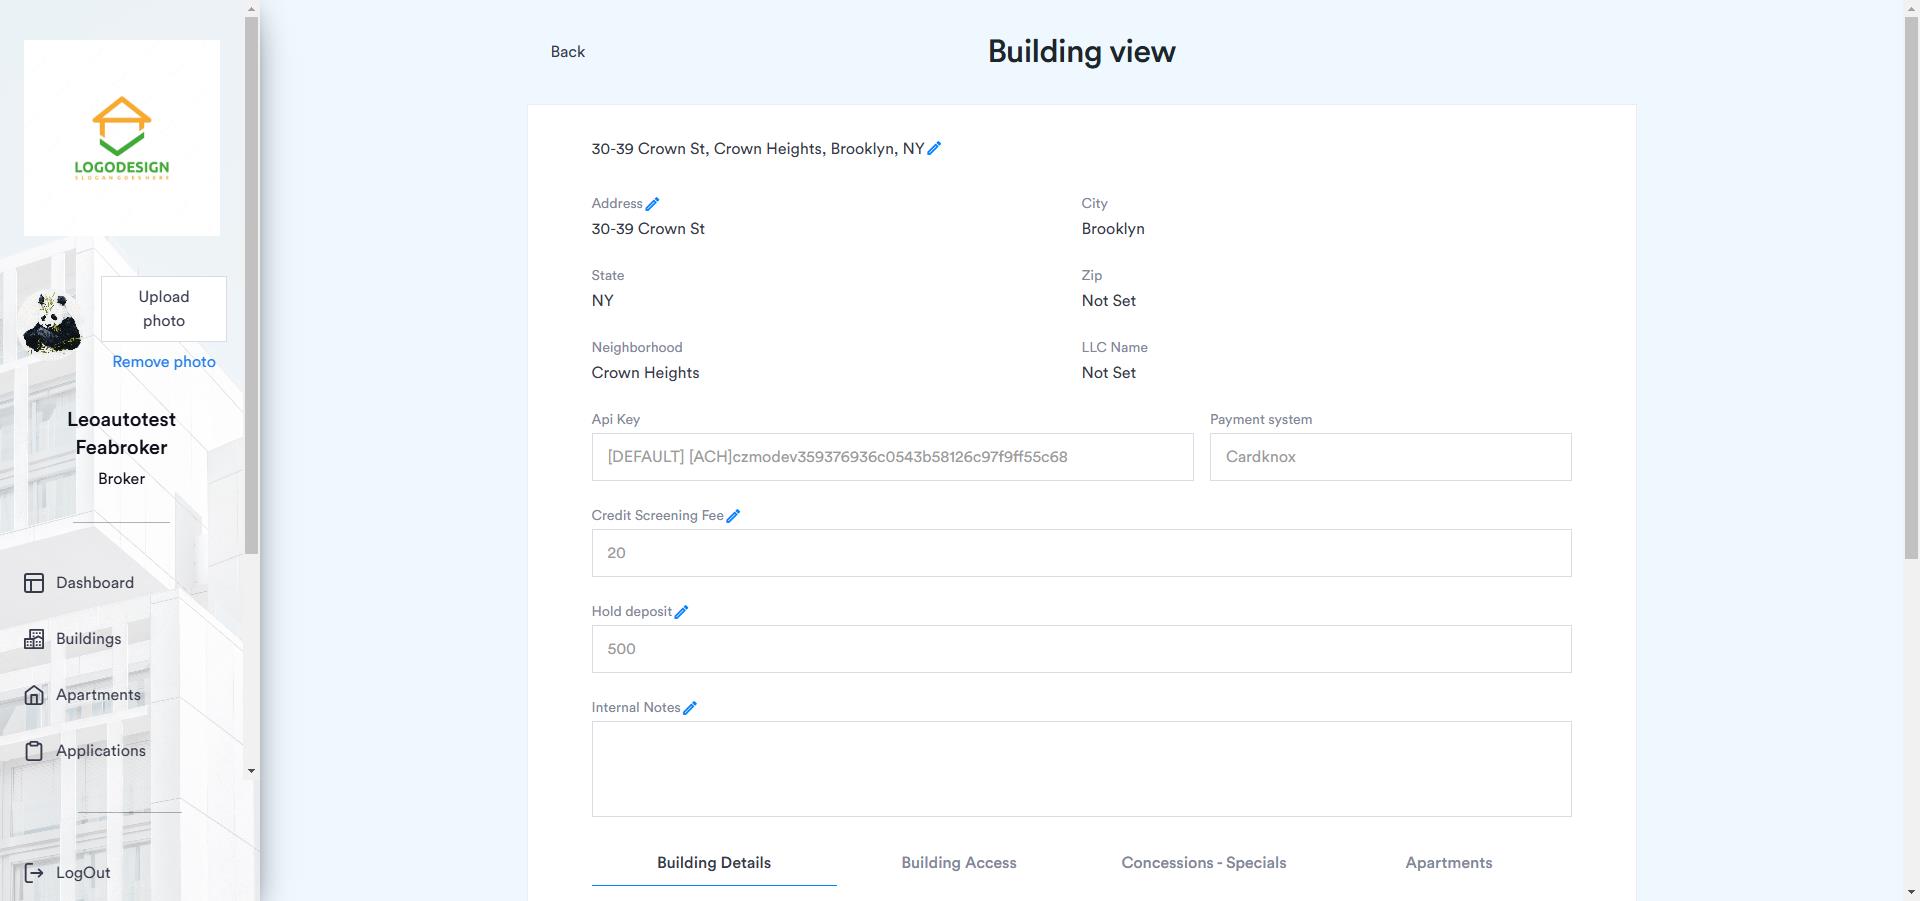 LOGODESIGN
SLOGAN GOES HERE
Upload
photo
Remove photo
Leoautotest
Feabroker
Broker
Dashboard
Buildings
Apartments
Applications
LogOut
Back
Building view
30-39 Crown St, Crown Heights, Brooklyn, NY
Address
30-39 Crown St
City
Brooklyn
State
NY
Zip
Not Set
Neighborhood
Crown Heights
LLC Name
Not Set
Api Key
[DEFAULT] [ACH]czmodev359376936c0543b58126c97f9ff55c68
Payment system
Cardknox
Credit Screening Fee
20
Hold deposit
500
Internal Notes
Building Details
Building Access
Concessions - Specials
Apartments